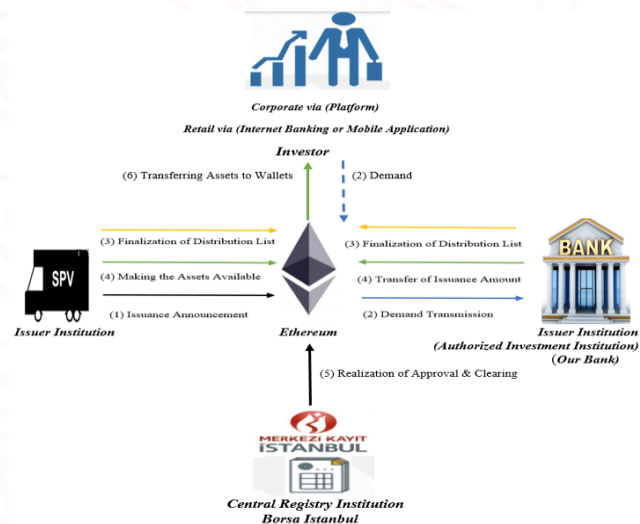 Corporate via (Platform)
Retail via (Internet Banking or Mobile Application)
Investor
(6) Transferring Assets to Wallets
(2) Demand
(3) Finalization of Distribution List
(3) Finalization of Distribution List
SPV
BANK
(4) Making the Assets Available
(4) Transfer of Issuance Amount
(1) Issuance Announcement
(2) Demand Transmission
Issuer Institution
Ethereum
Issuer Institution
(Authorized Investment Institution)
(Our Bank)
(5) Realization of Approval & Clearing
MERKEZİ KAYIT
İSTANBUL
Central Registry Institution
Borsa Istanbul